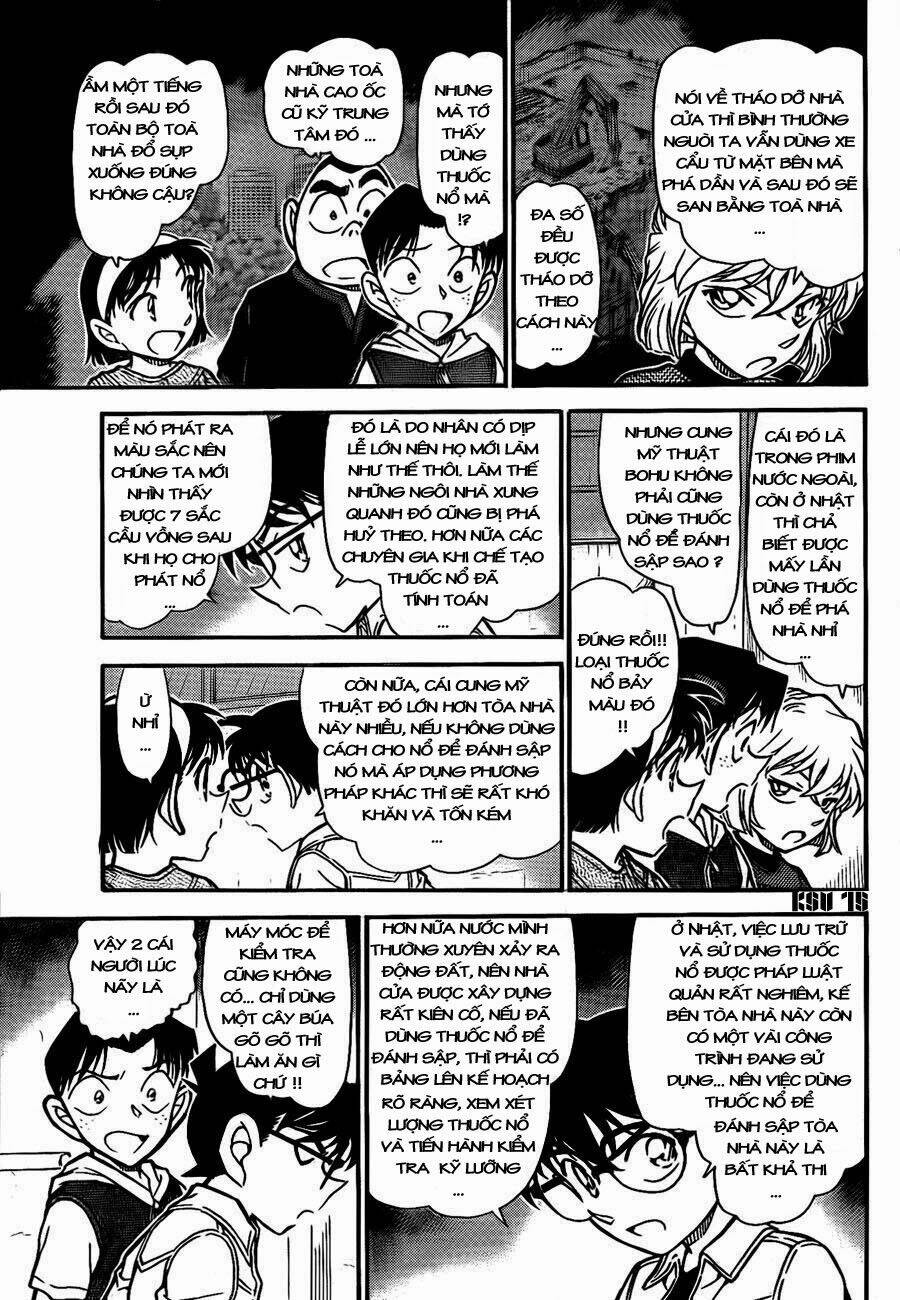 NÓI VỀ THÁO DỠ NHÀ
CỬA THÌ BÌNH THƯỜNG
NGƯỜI TA VẪN DÙNG XE
CẨU TỪ MẶT BÊN MÀ
PHÁ DẦN VÀ SAU ĐÓ SẼ
SAN BẰNG TOÀ NHÀ
...
ĐA SỐ
ĐỀU
ĐƯỢC
THÁO DỠ
THEO
CÁCH NÀY
...
NHƯNG
MÀ TỚ
THẤY
DÙNG
THUỐC
NỔ MÀ
!?
NHỮNG TOÀ
NHÀ CAO ỐC
CŨ KỸ TRUNG
TÂM ĐÓ ...
ẦM MỘT TIẾNG
RỒI SAU ĐÓ
TOÀN BỘ TOÀ
NHÀ ĐỔ SỤP
XUỐNG ĐÚNG
KHÔNG CẬU?
CÁI ĐÓ LÀ
TRONG PHIM
NƯỚC NGOÀI,
CÒN Ở NHẬT
THÌ CHẢ
BIẾT ĐƯỢC
MẤY LẦN
DÙNG THUỐC
NỔ ĐỂ PHÁ
NHÀ NHỈ
...
NHƯNG CUNG
MỸ THUẬT
BOHU KHÔNG
PHẢI CŨNG
DÙNG THUỐC
NỔ ĐỂ ĐÁNH
SẬP SAO ?
ĐÚNG RỒI!!
LOẠI THUỐC
NỔ BẢY
MÀU ĐÓ
!!
ĐÓ LÀ DO NHÂN CÓ DỊP
LỄ LỚN NÊN HỌ MỚI LÀM
NHƯ THẾ THÔI. LÀM THẾ
NHỮNG NGÔI NHÀ XUNG
QUANH ĐÓ CŨNG BỊ PHÁ
HUỶ THEO. HƠN NỮA CÁC
CHUYÊN GIA KHI CHẾ TẠO
THUỐC NỔ ĐÃ
TÍNH TOÁN
...
ĐỂ NÓ PHÁT RA
MÀU SẮC NÊN
CHÚNG TA MỚI
NHÌN THẤY
ĐƯỢC 7 SẮC
CẦU VỒNG SAU
KHI HỌ CHO
PHÁT NỔ
...
CÒN NỮA, CÁI CUNG MỸ
THUẬT ĐÓ LỚN HƠN TÒA NHÀ
NÀY NHIỀU, NẾU KHÔNG DÙNG
CÁCH CHO NỔ ĐỂ ĐÁNH SẬP
NÓ MÀ ÁP DỤNG PHƯƠNG
PHÁP KHÁC THÌ SẼ RẤT KHÓ
KHĂN VÀ TỐN KÉM
...
Ừ
NHỈ
...
KSV 15
Ở NHẬT, VIỆC LƯU TRỮ
VÀ SỬ DỤNG THUỐC
NỔ ĐƯỢC PHÁP LUẬT
QUẢN RẤT NGHIÊM, KẾ
BÊN TÒA NHÀ NÀY CÒN
CÓ MỘT VÀI CÔNG
TRÌNH ĐANG SỬ
DỤNG... NÊN VIỆC DÙNG
THUỐC NỔ ĐỂ
ĐÁNH SẬP TÒA
NHÀ NÀY LÀ
BẤT KHẢ THI
...
HƠN NỮA NƯỚC MÌNH
THƯỜNG XUYÊN XẢY RA
ĐỘNG ĐẤT, NÊN NHÀ
CỬA ĐƯỢC XÂY DỰNG
RẤT KIÊN CỐ, NẾU ĐÃ
DÙNG THUỐC NỔ ĐỂ
ĐÁNH SẬP, THÌ PHẢI CÓ
BẢNG LÊN KẾ HOẠCH
RÕ RÀNG, XEM XÉT
LƯỢNG THUỐC NỔ
VÀ TIẾN HÀNH KIỂM
TRA KỸ LƯỠNG
...
MÁY MÓC ĐỂ
KIỂM TRA
CŨNG KHÔNG
CÓ... CHỈ DÙNG
MỘT CÂY BÚA
GÕ GÕ THÌ
LÀM ĂN GÌ
CHỨ !!
VẬY 2 CÁI
NGƯỜI LÚC
NÃY LÀ
...